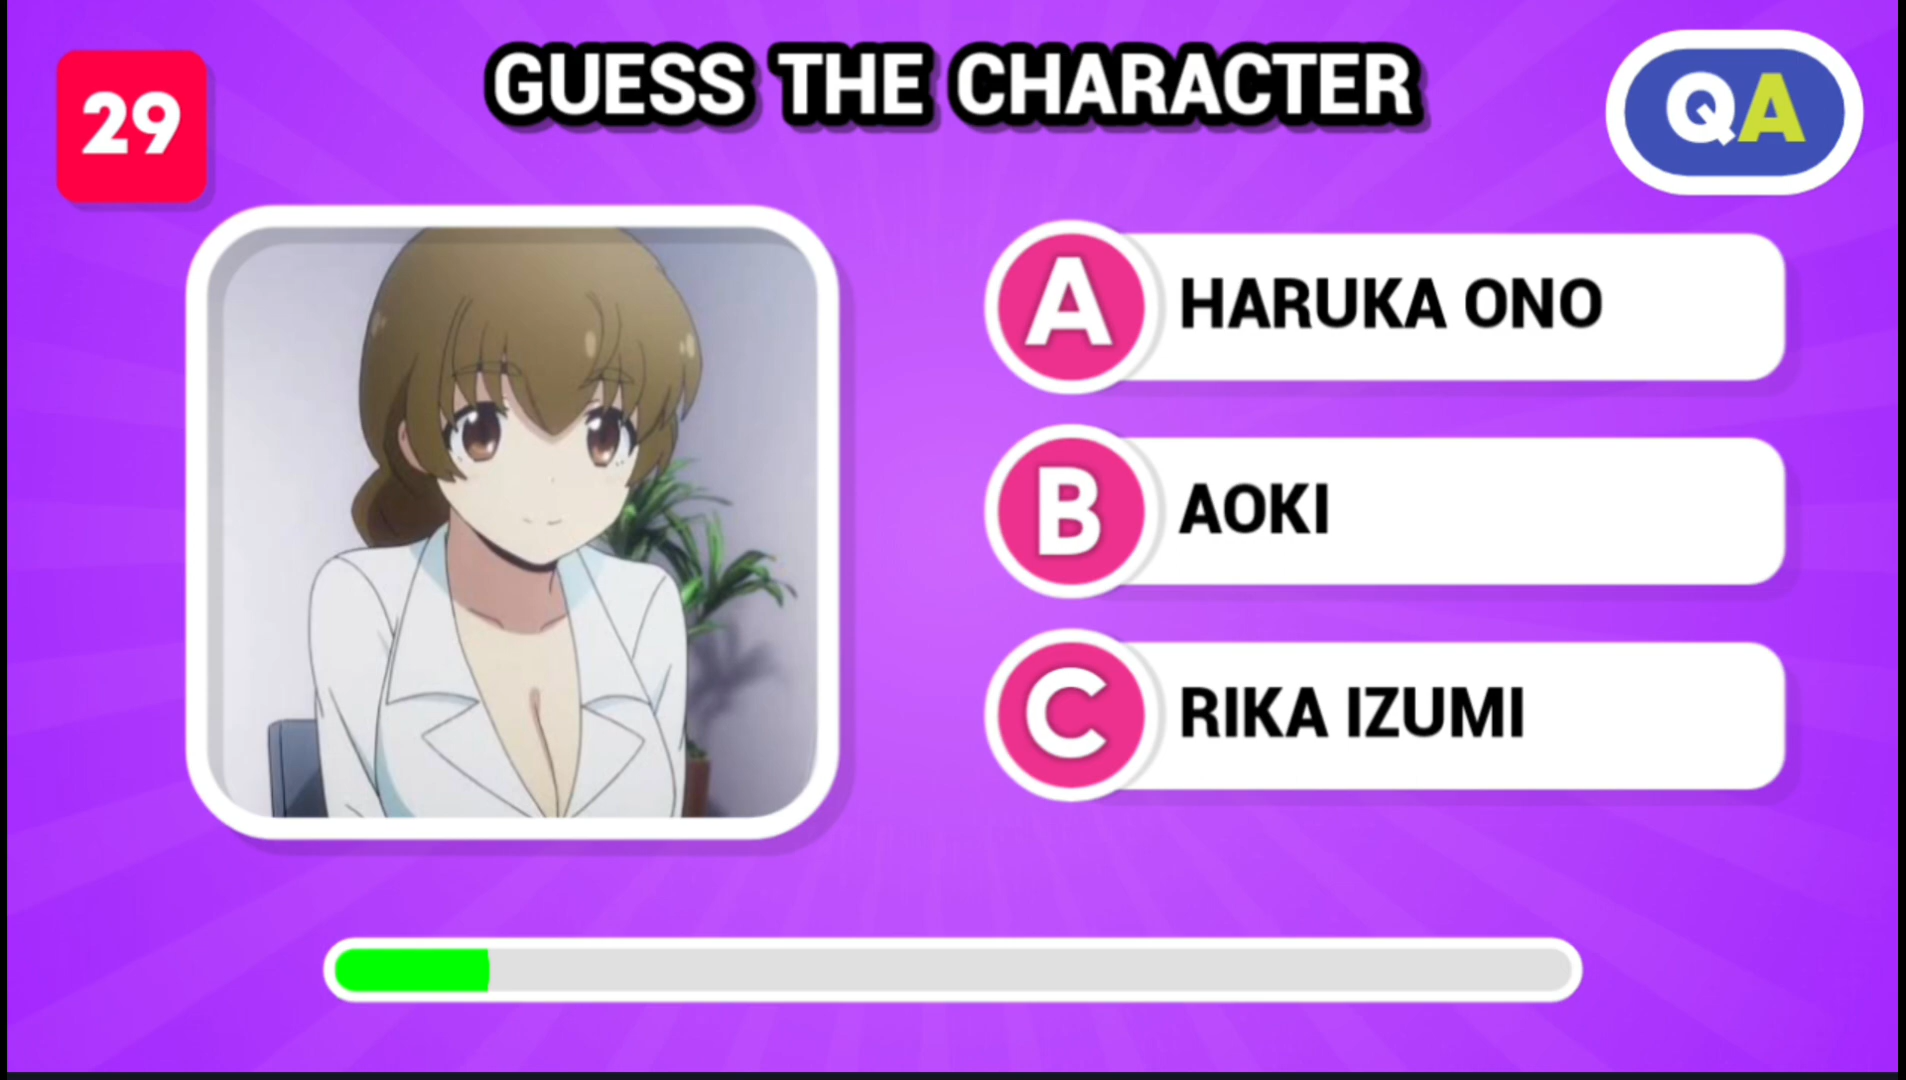 29
GUESS THE CHARACTER
QA
A HARUKA ONO
B AOKI
C RIKA IZUMI